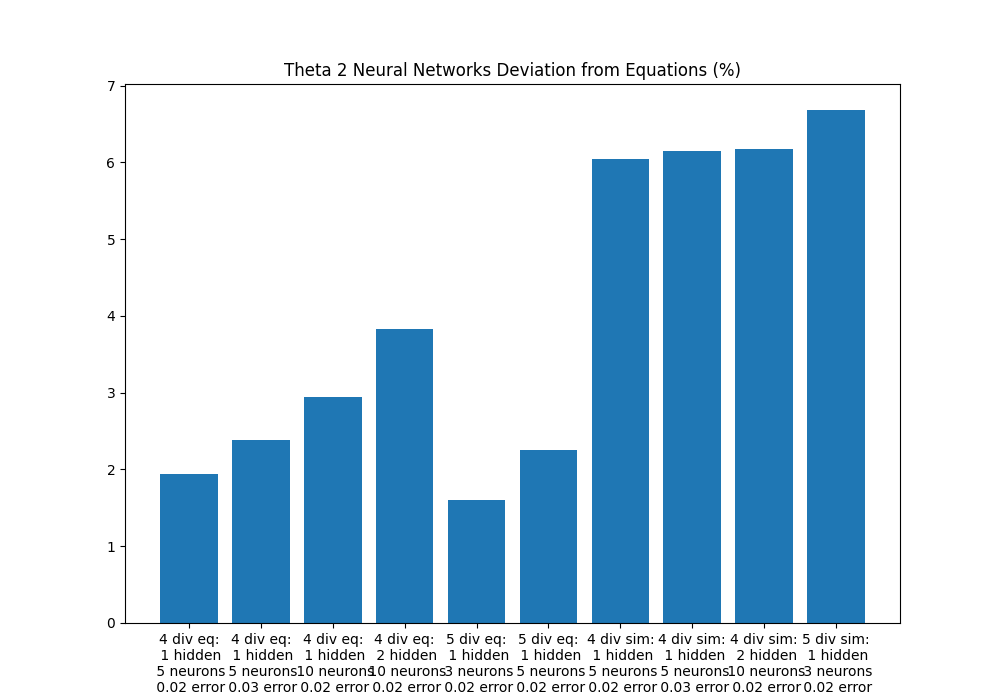 Theta 2 Neural Networks Deviation from Equations (%)
7
6
5
4
3
2
1
0
4 div eq:
1 hidden
5 neurons
0.02 error
4 div eq:
1 hidden
5 neurons
0.03 error
4 div eq:
1 hidden
10 neurons
0.02 error
4 div eq:
2 hidden
10 neurons
0.02 error
5 div eq:
1 hidden
3 neurons
0.02 error
5 div eq:
1 hidden
5 neurons
0.02 error
4 div sim:
1 hidden
5 neurons
0.02 error
4 div sim:
1 hidden
5 neurons
0.03 error
4 div sim:
2 hidden
10 neurons
0.02 error
5 div sim:
1 hidden
3 neurons
0.02 error